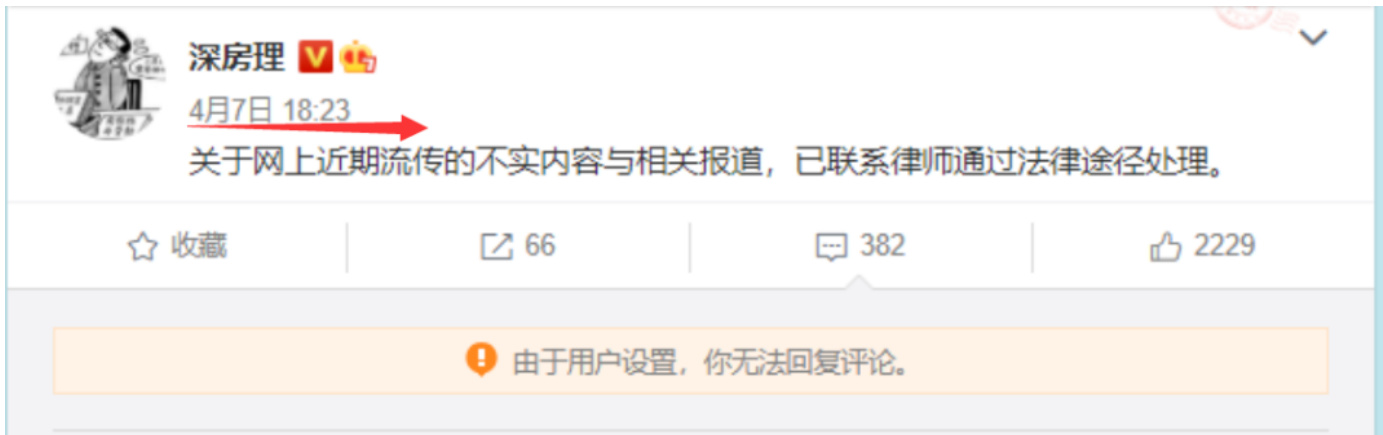 深房理
4月7日 18:23
关于网上近期流传的不实内容与相关报道，已联系律师通过法律途径处理。
收藏 66 382 2229
由于用户设置，你无法回复评论。